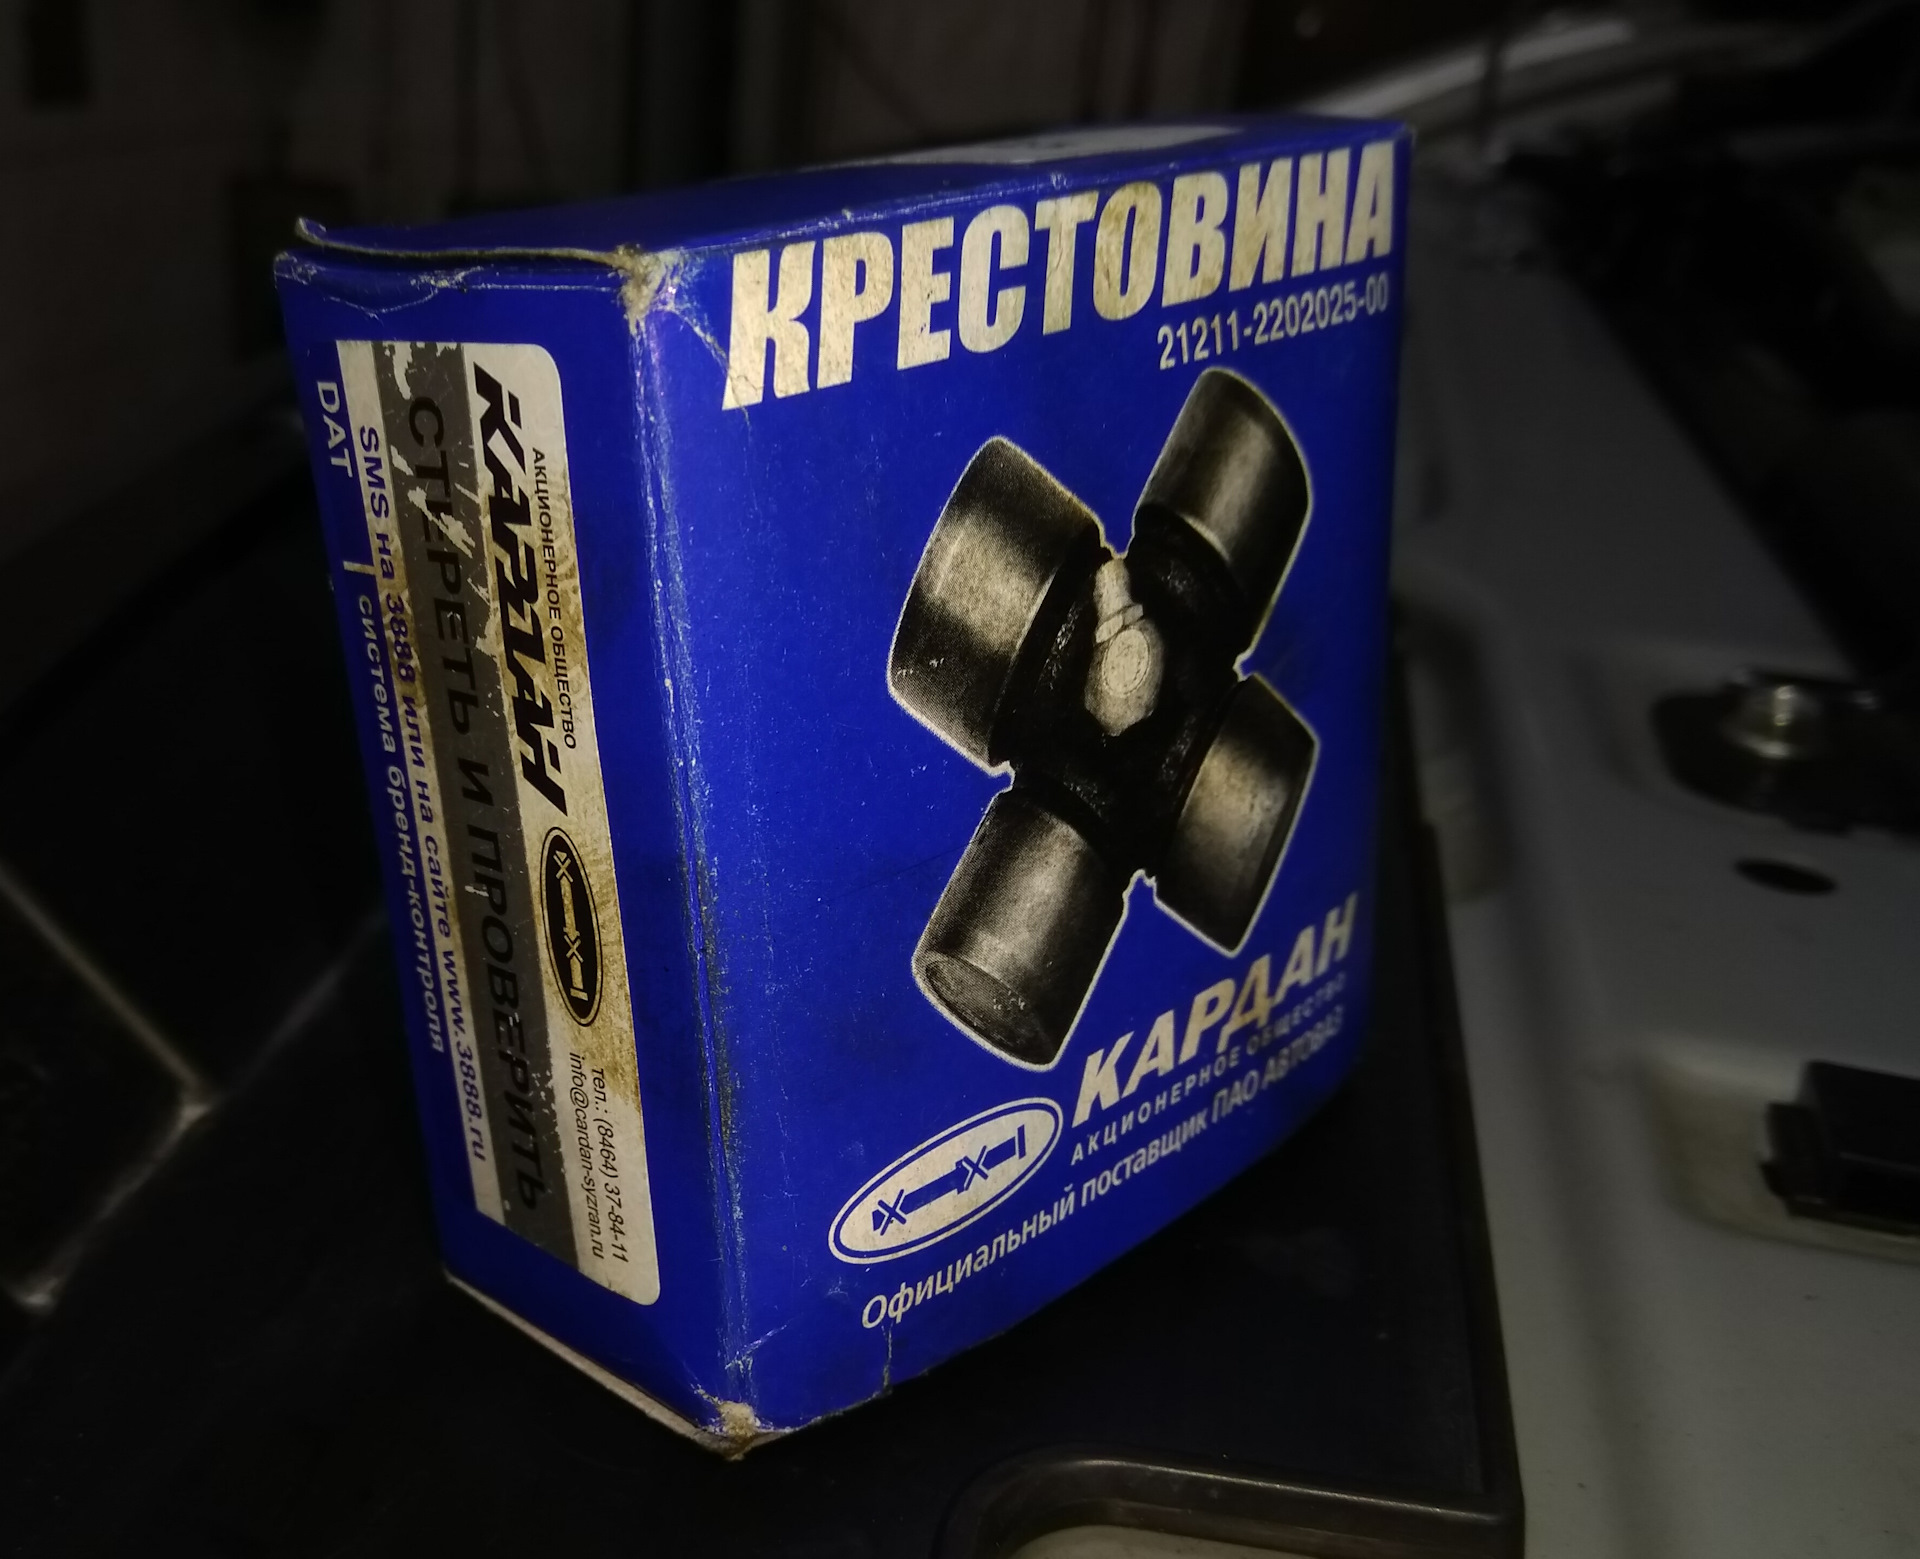 КРЕСТОВИНА
21211-2202025-00
КАРДАН
АКЦИОНЕРНОЕ ОБЩЕСТВО
Официальный поставщик ПАО АВТОВАЗ
АКЦИОНЕРНОЕ ОБЩЕСТВО
КАРДАН
тел.: (8464) 37-84-11
info@cardan-syzran.ru
СТЕРЕТЬ И ПРОВЕРИТЬ
SMS на 3888 или на сайте www.3888.ru
DAT
система бренд-контроля